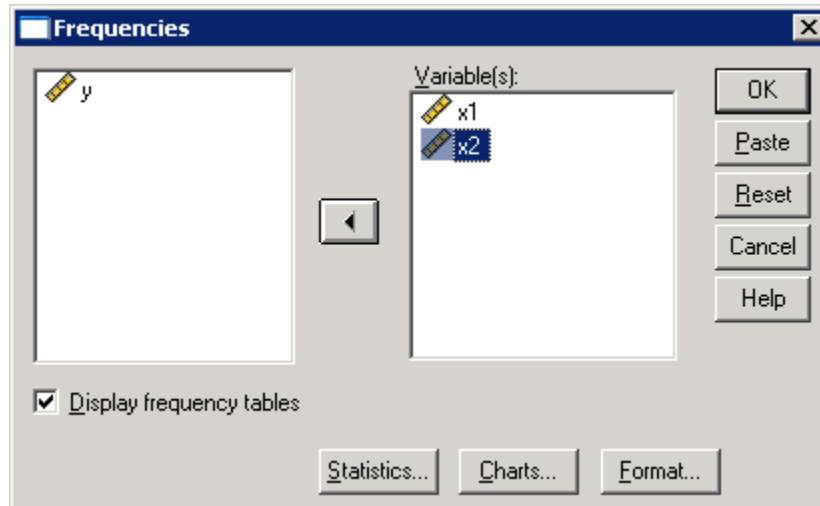 Frequencies
y
Variable(s):
x1
x2
OK
Paste
Reset
Cancel
Help
Display frequency tables
Statistics...
Charts...
Format...